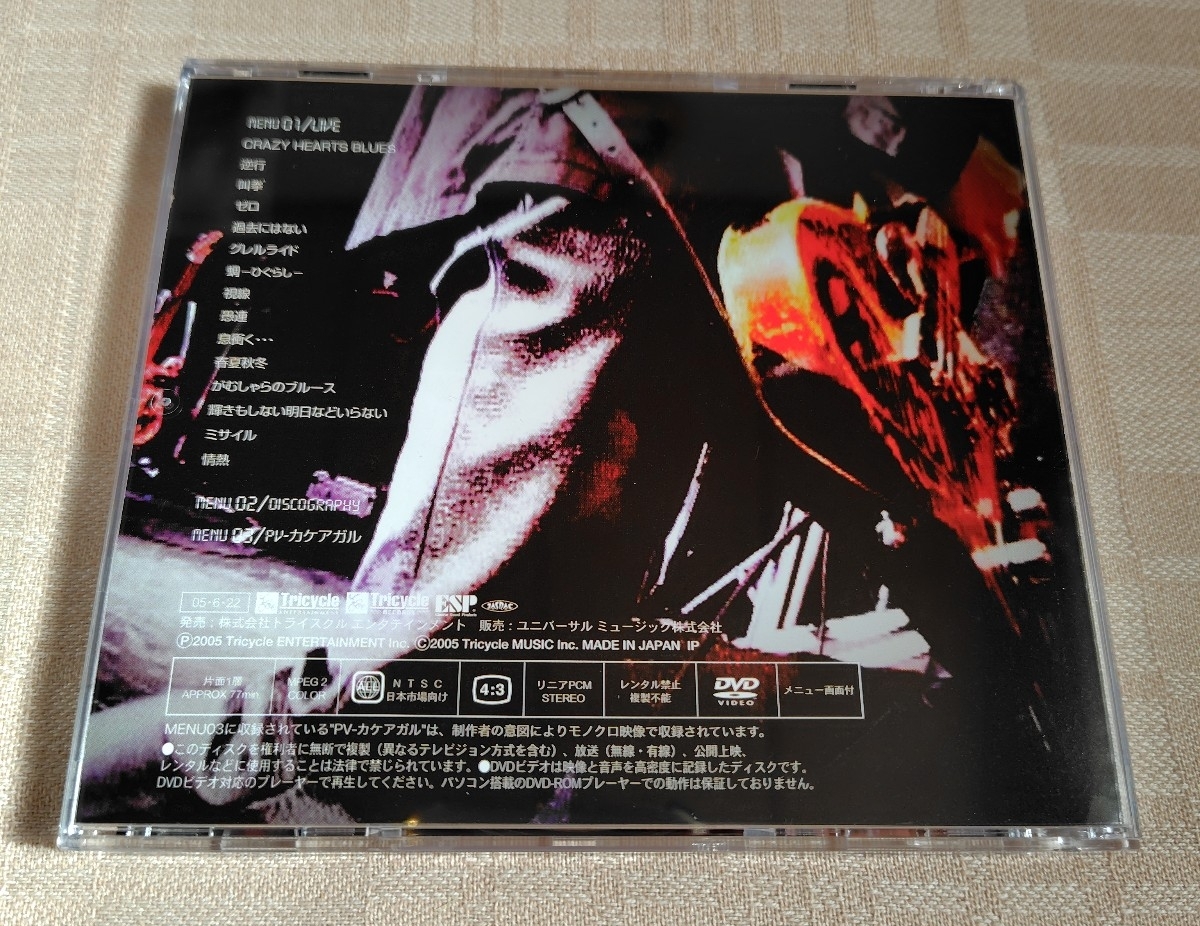 MENU 01/LIVE
CRAZY HEARTS BLUES
逆行
叫拳
ゼロ
過去にはない
グレルライド
蜩ーひぐらしー
視線
恐連
息衝く・・・
春夏秋冬
がむしゃらのブルース
輝きもしない明日などいらない
ミサイル
情熱
MENU 02/DISCOGRAPHY
MENU 03/PV-カケアガル
05・6・22 Tricycle Tricycle ESP JASRAC
発売：株式会社トライスクル エンタテインメント 販売：ユニバーサル ミュージック株式会社
Ⓟ2005 Tricycle ENTERTAINMENT Inc. Ⓒ2005 Tricycle MUSIC Inc. MADE IN JAPAN IP
片面1層
APPROX 77min.
MPEG 2
COLOR
ALL
NTSC
日本市場向け
4:3
リニアPCM
STEREO
レンタル禁止
複製不能
DVD
VIDEO
メニュー画面付
MENU03に収録されている"PV-カケアガル"は、制作者の意図によりモノクロ映像で収録されています。
●このディスクを権利者に無断で複製（異なるテレビジョン方式を含む）、放送（無線・有線）、公開上映、
レンタルなどに使用することは法律で禁じられています。●DVDビデオは映像と音声を高密度に記録したディスクです。
DVDビデオ対応のプレーヤーで再生してください。パソコン搭載のDVD-ROMプレーヤーでの動作は保証しておりません。